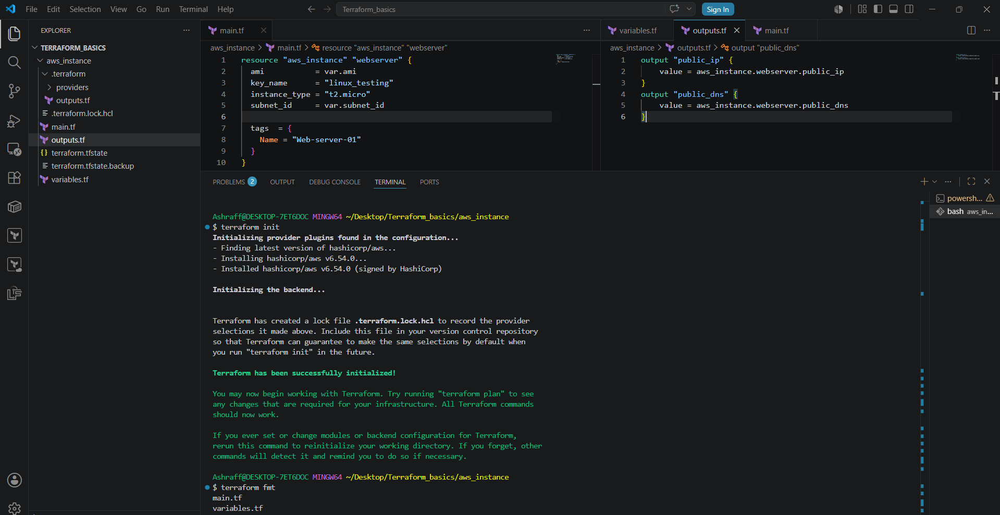 File Edit Selection View Go Run Terminal Help
Terraform_basics
Sign In
EXPLORER
TERRAFORM_BASICS
aws_instance
.terraform
providers
outputs.tf
.terraform.lock.hcl
main.tf
outputs.tf
terraform.tfstate
terraform.tfstate.backup
variables.tf
main.tf
aws_instance > main.tf > resource "aws_instance" "webserver"
1 resource "aws_instance" "webserver" {
2 ami = var.ami
3 key_name = "linux_testing"
4 instance_type = "t2.micro"
5 subnet_id = var.subnet_id
6
7 tags = {
8 Name = "Web-server-01"
9 }
10 }
variables.tf outputs.tf main.tf
aws_instance > outputs.tf > output "public_dns"
1 output "public_ip" {
2 value = aws_instance.webserver.public_ip
3 }
4 output "public_dns" {
5 value = aws_instance.webserver.public_dns
6 }
PROBLEMS 2 OUTPUT DEBUG CONSOLE TERMINAL PORTS
powersh...
bash aws_in...
Ashraff@DESKTOP-7ET6DOC MINGW64 ~/Desktop/Terraform_basics/aws_instance
$ terraform init
Initializing provider plugins found in the configuration...
- Finding latest version of hashicorp/aws...
- Installing hashicorp/aws v6.54.0...
- Installed hashicorp/aws v6.54.0 (signed by HashiCorp)
Initializing the backend...
Terraform has created a lock file .terraform.lock.hcl to record the provider
selections it made above. Include this file in your version control repository
so that Terraform can guarantee to make the same selections by default when
you run "terraform init" in the future.
Terraform has been successfully initialized!
You may now begin working with Terraform. Try running "terraform plan" to see
any changes that are required for your infrastructure. All Terraform commands
should now work.
If you ever set or change modules or backend configuration for Terraform,
rerun this command to reinitialize your working directory. If you forget, other
commands will detect it and remind you to do so if necessary.
Ashraff@DESKTOP-7ET6DOC MINGW64 ~/Desktop/Terraform_basics/aws_instance
$ terraform fmt
main.tf
variables.tf